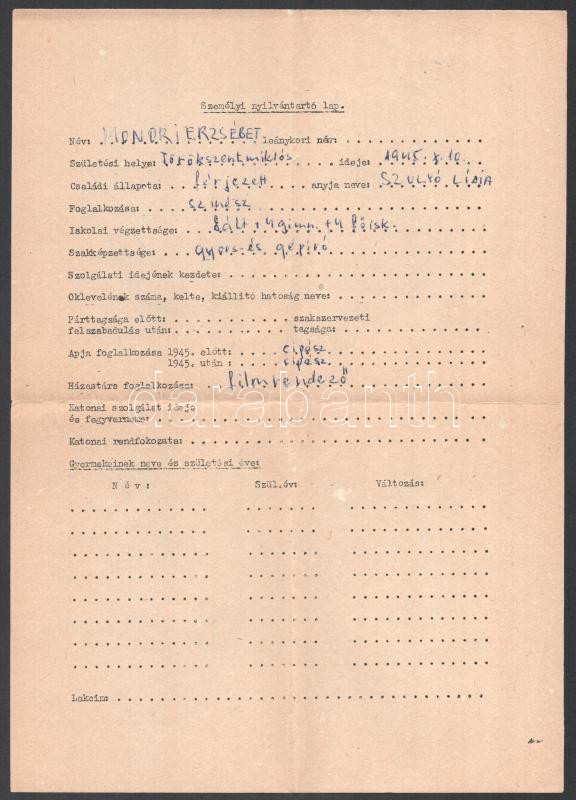 Személyi nyilvántartó lap.
Név: MONORI ERZSÉBET leánykori név:
Születési helye: Törökszentmiklós ideje: 1945. X. 10.
Családi állapota: férjezett anyja neve: SZULYÓ LÍDIA
Foglalkozása: színész
Iskolai végzettsége: 8 ált + 4 gimn. + 4 főisk.
Szakképzettsége: gyors- és gépíró
Szolgálati idejének kezdete:
Oklevelének száma, kelte, kiállító hatóság neve:
Párttagsága előtt: szakszervezeti
felszabadulás után: tagsága:
Apja foglalkozása 1945. előtt: cipész
1945. után: cipész
Házastárs foglalkozása: filmrendező
darabanth
Katonai szolgálat ideje
és fegyverneme:
Katonai rendfokozata:
Gyermekeinek neve és születési éve:
Név: Szül.év: Változás:
Lakcím: